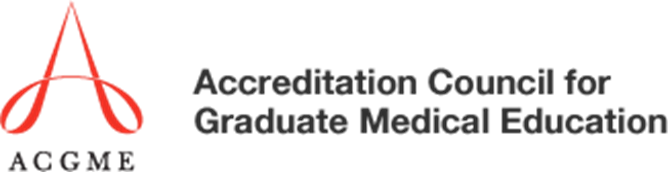 Accreditation Council for
Graduate Medical Education
ACGME